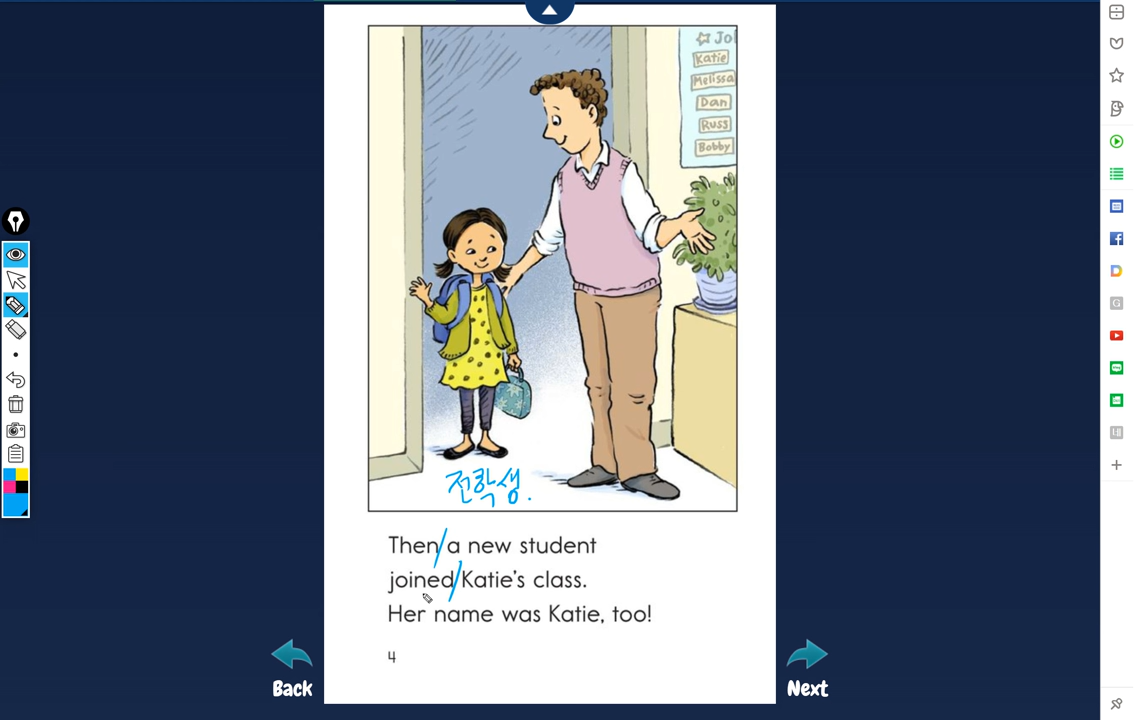 ☆ Jo
Katie
Melissa
Dan
Russ
Bobby
전학생.
Then/a new student
joined/Katie's class.
Her name was Katie, too!
4
Back
Next